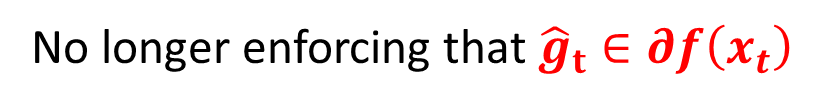 No longer enforcing that ĝₜ ∈ ∂f(xₜ)